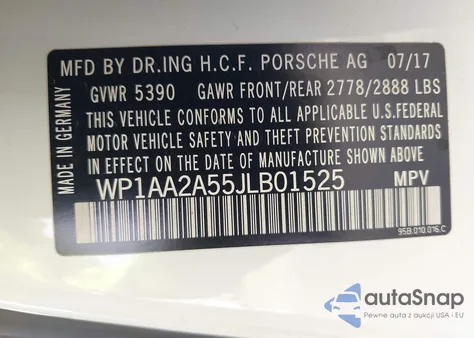 MFD BY DR.ING H.C.F. PORSCHE AG 07/17
GVWR 5390 GAWR FRONT/REAR 2778/2888 LBS
THIS VEHICLE CONFORMS TO ALL APPLICABLE U.S.FEDERAL
MOTOR VEHICLE SAFETY AND THEFT PREVENTION STANDARDS
IN EFFECT ON THE DATE OF MANUFACTURE SHOWN ABOVE
WP1AA2A55JLB01525 MPV
MADE IN GERMANY
95B.010.016.C
autoSnap
Pewne auta z aukcji USA i EU